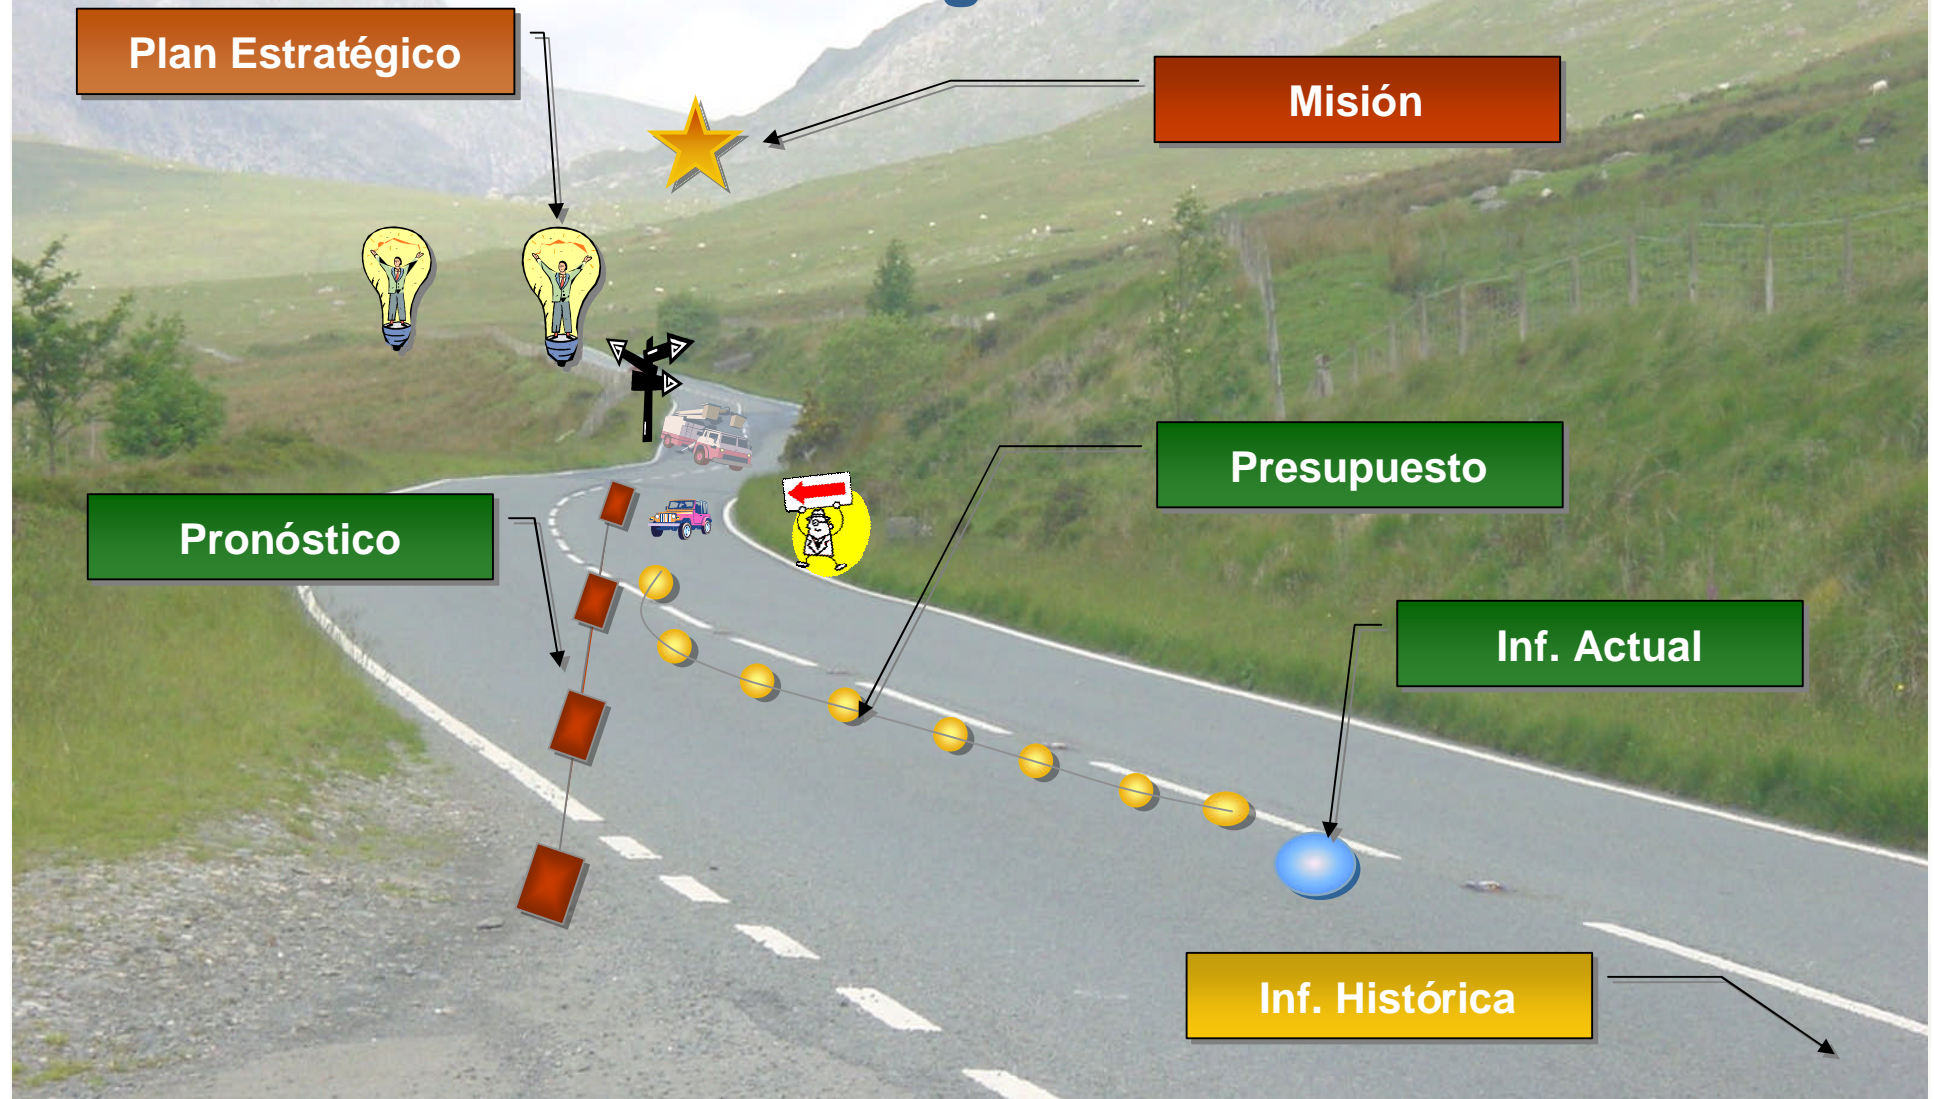 Plan Estratégico
Misión
Presupuesto
Pronóstico
Inf. Actual
Inf. Histórica